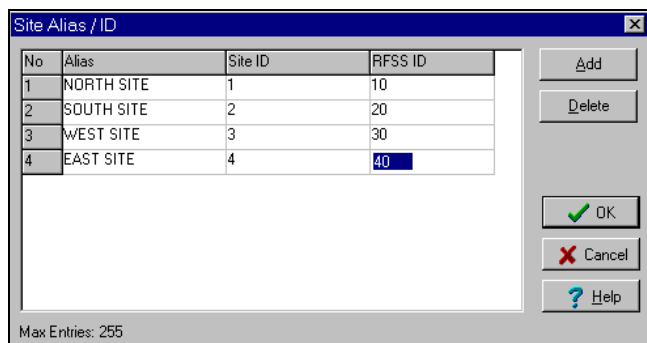 Site Alias / ID
No Alias Site ID RFSS ID
1 NORTH SITE 1 10
2 SOUTH SITE 2 20
3 WEST SITE 3 30
4 EAST SITE 4 40
Add
Delete
OK
Cancel
Help
Max Entries: 255